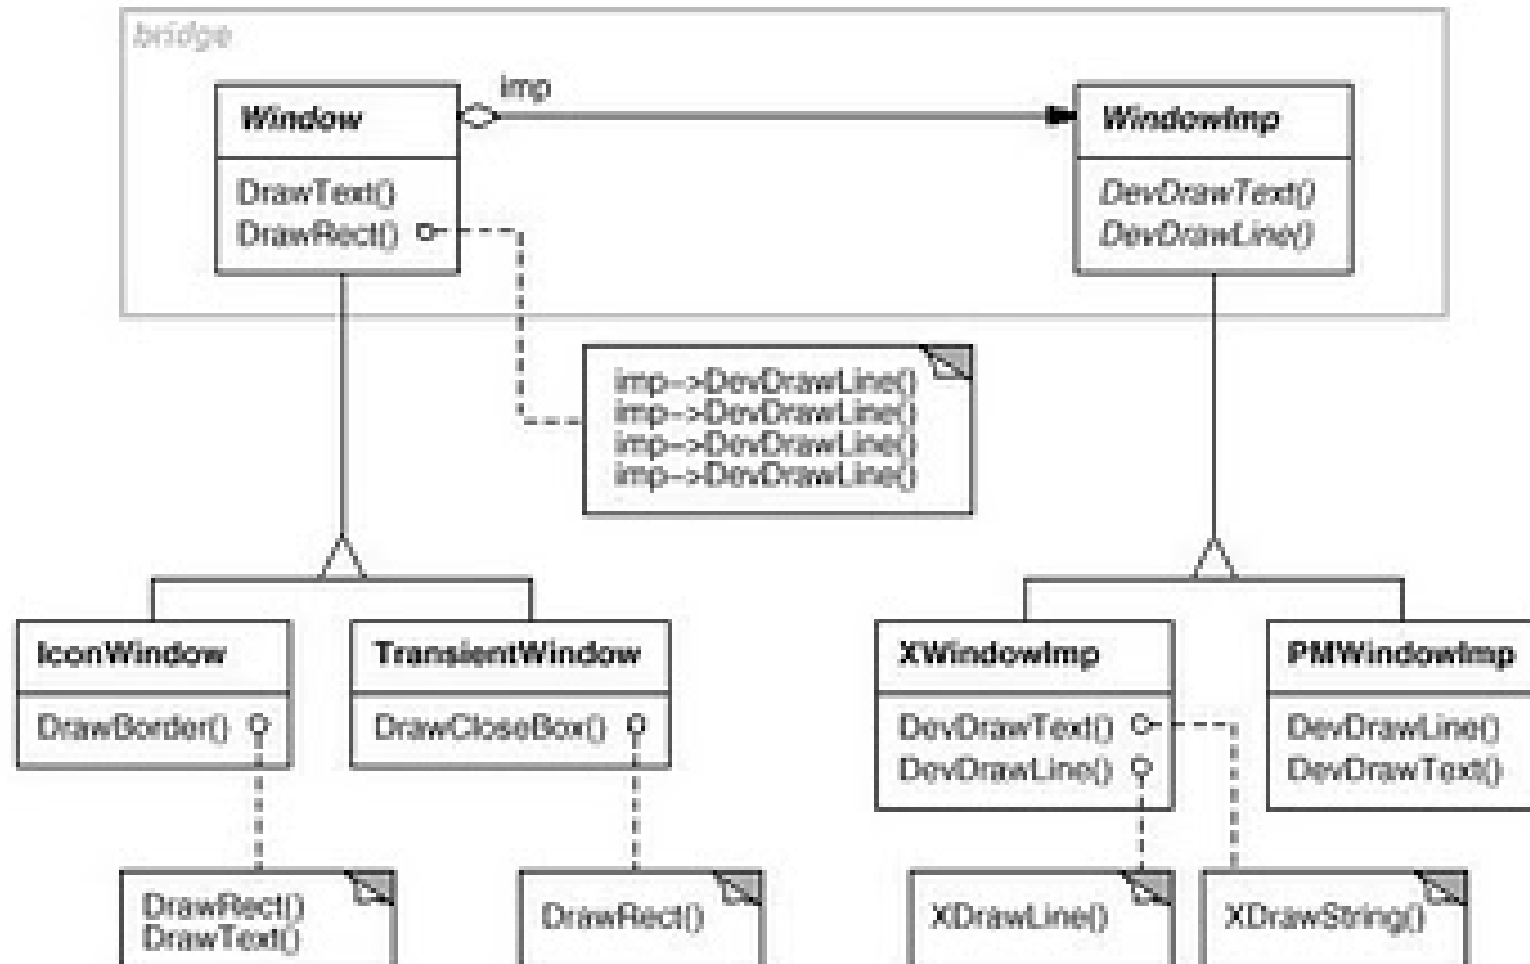 bridge
imp
Window
WindowImp
DrawText()
DrawRect()
DevDrawText()
DevDrawLine()
imp->DevDrawLine()
imp->DevDrawLine()
imp->DevDrawLine()
imp->DevDrawLine()
IconWindow
DrawBorder()
TransientWindow
DrawCloseBox()
XWindowImp
DevDrawText()
DevDrawLine()
PMWindowImp
DevDrawLine()
DevDrawText()
DrawRect()
DrawText()
DrawRect()
XDrawLine()
XDrawString()